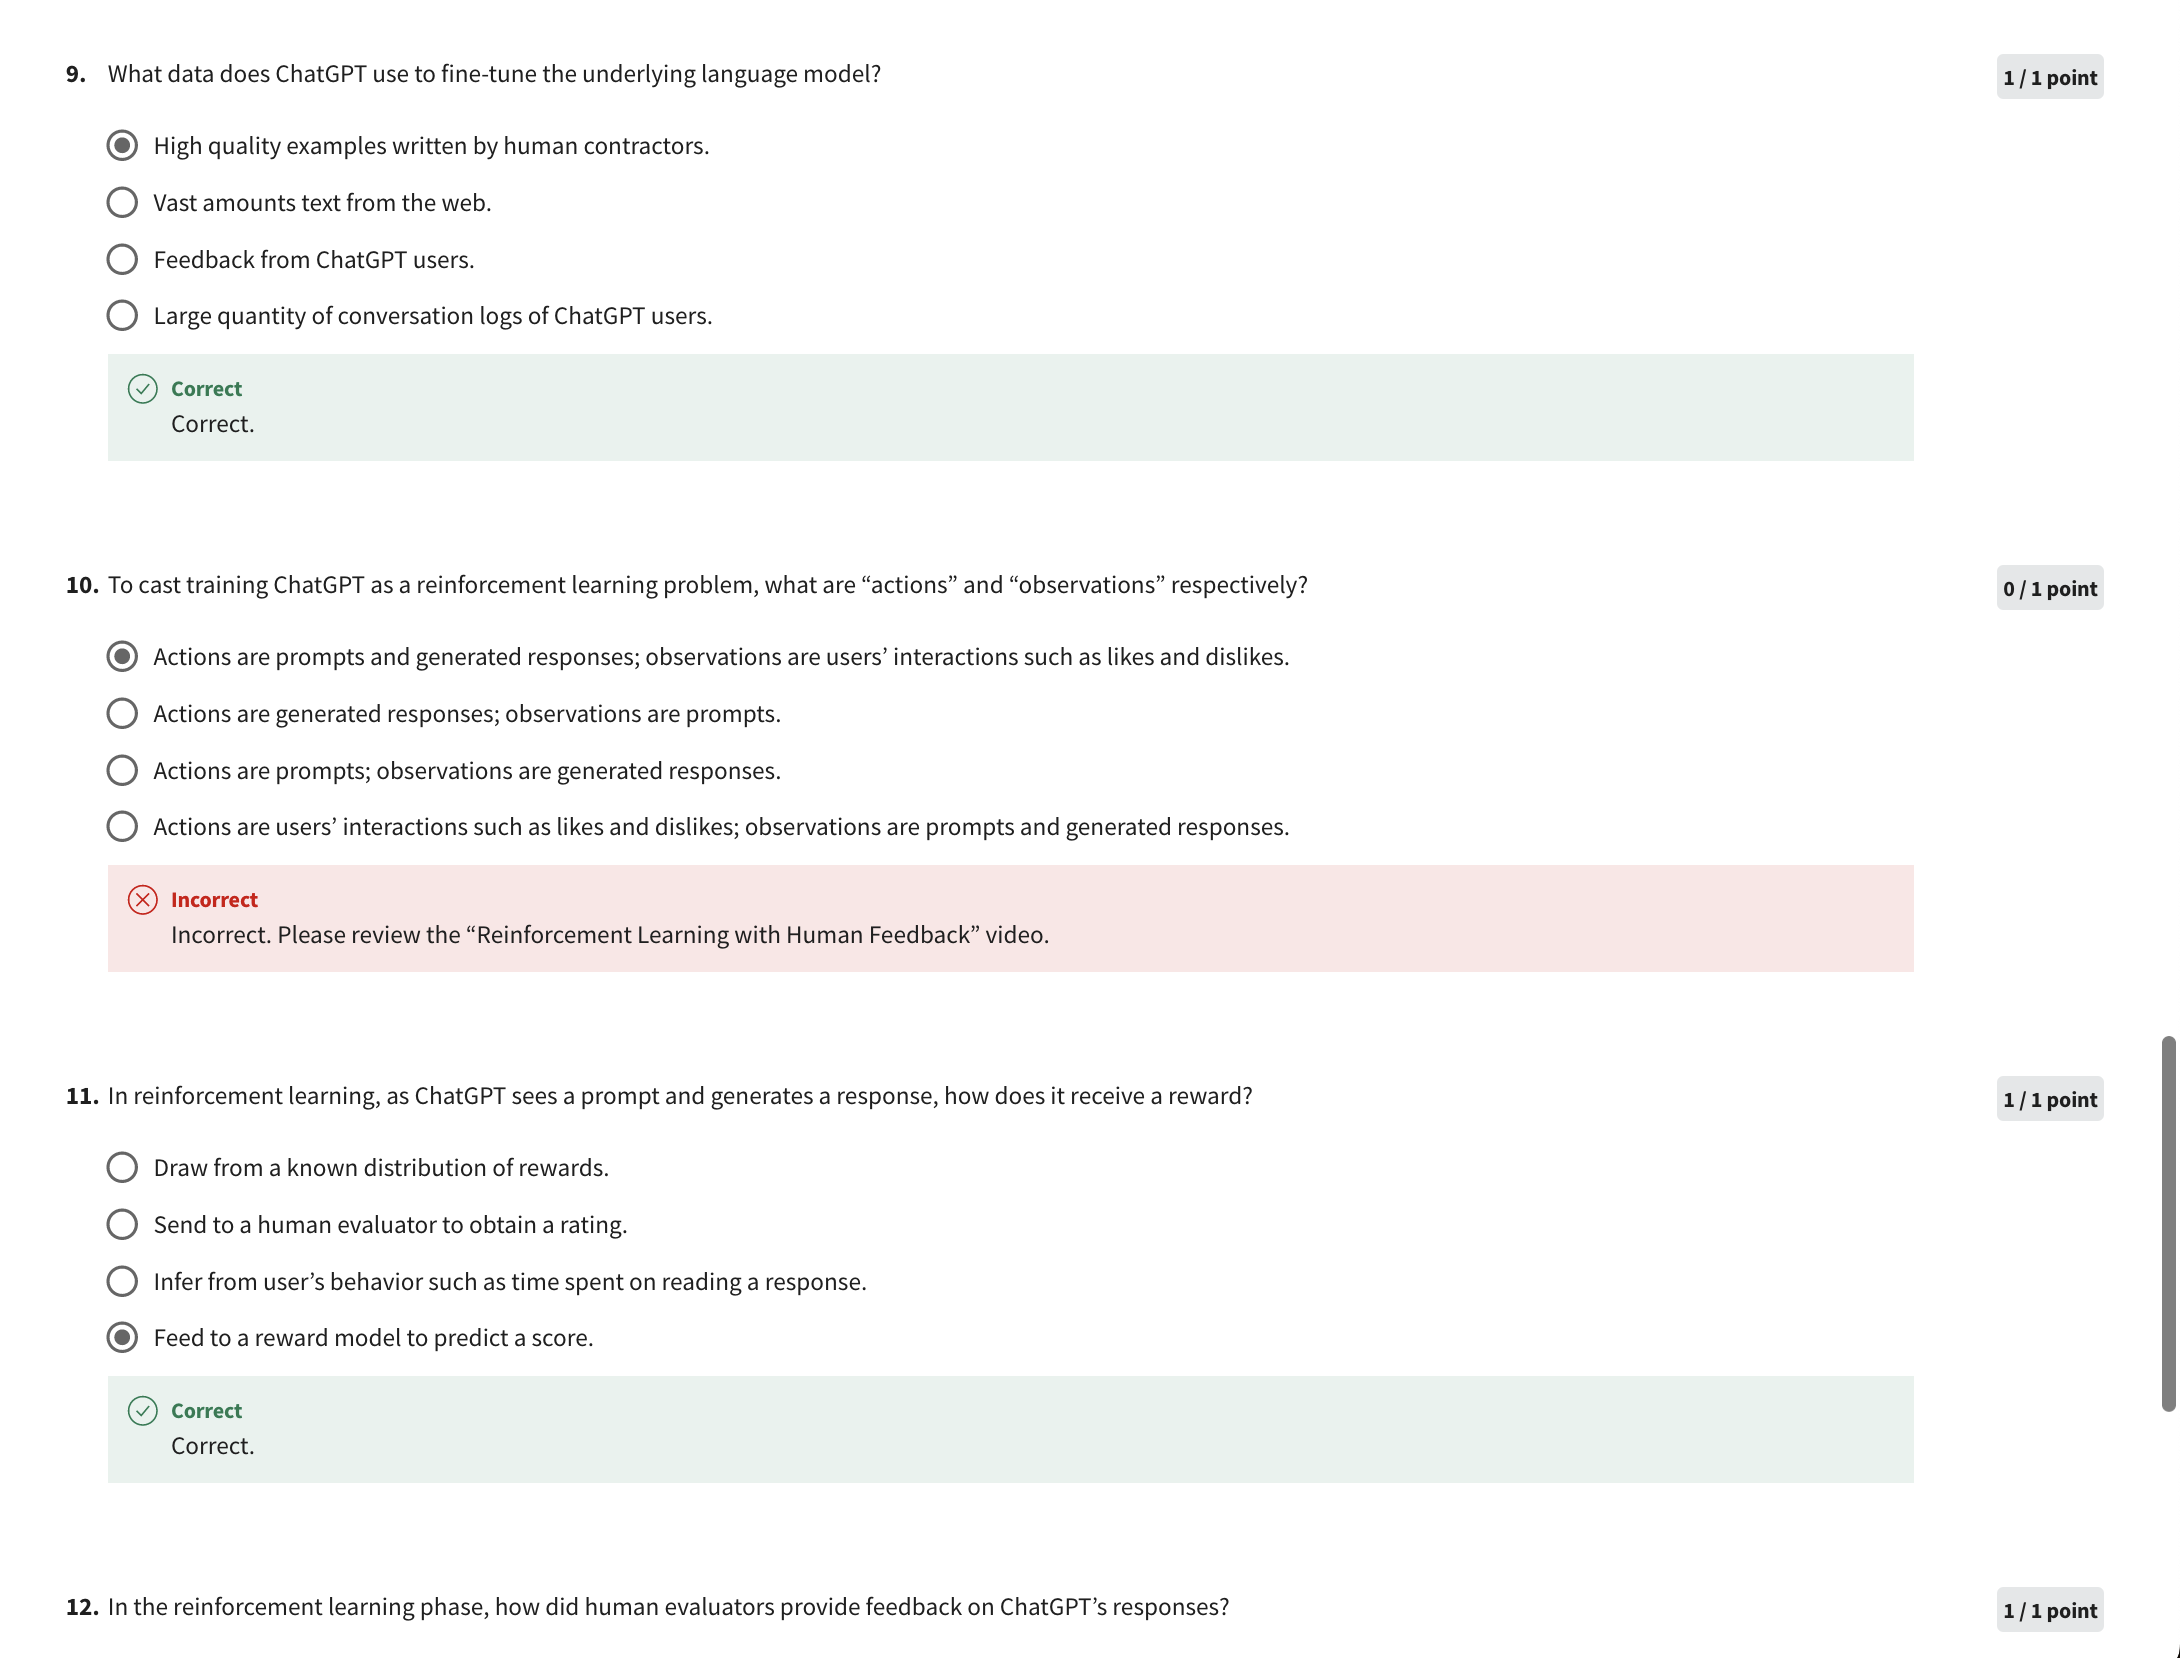 9. What data does ChatGPT use to fine-tune the underlying language model?
1 / 1 point
High quality examples written by human contractors.
Vast amounts text from the web.
Feedback from ChatGPT users.
Large quantity of conversation logs of ChatGPT users.
Correct
Correct.
10. To cast training ChatGPT as a reinforcement learning problem, what are “actions” and “observations” respectively?
0 / 1 point
Actions are prompts and generated responses; observations are users’ interactions such as likes and dislikes.
Actions are generated responses; observations are prompts.
Actions are prompts; observations are generated responses.
Actions are users’ interactions such as likes and dislikes; observations are prompts and generated responses.
Incorrect
Incorrect. Please review the “Reinforcement Learning with Human Feedback” video.
11. In reinforcement learning, as ChatGPT sees a prompt and generates a response, how does it receive a reward?
1 / 1 point
Draw from a known distribution of rewards.
Send to a human evaluator to obtain a rating.
Infer from user’s behavior such as time spent on reading a response.
Feed to a reward model to predict a score.
Correct
Correct.
12. In the reinforcement learning phase, how did human evaluators provide feedback on ChatGPT’s responses?
1 / 1 point